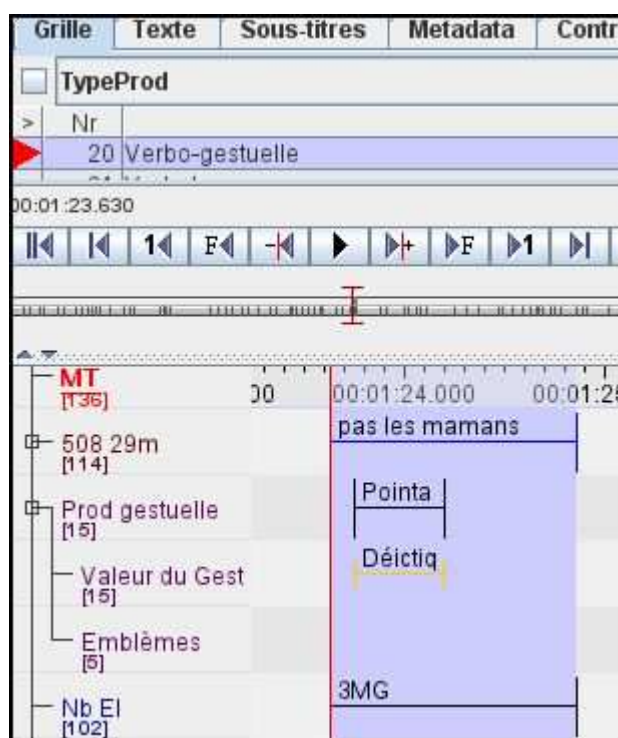 Grille Texte Sous-titres Metadata Contr
TypeProd
> Nr
20 Verbo-gestuelle
00:01:23.630
1 F - + F 1
MT
[136]
00 00:01:24.000 00:01:25
508 29m
[114]
pas les mamans
Prod gestuelle
[15]
Pointa
Valeur du Gest
[15]
Déictiq
Emblèmes
[5]
Nb El
[102]
3MG